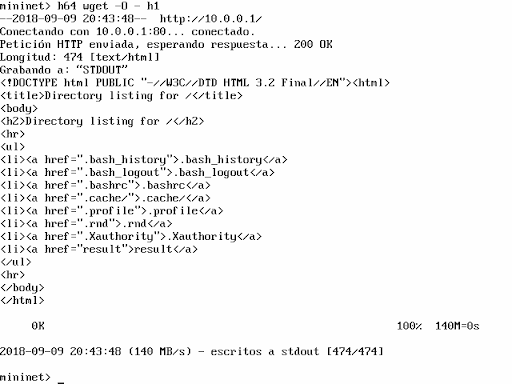 mininet> h64 wget -O - h1
--2018-09-09 20:43:48--  http://10.0.0.1/
Conectando con 10.0.0.1:80... conectado.
Petición HTTP enviada, esperando respuesta... 200 OK
Longitud: 474 [text/html]
Grabando a: “STDOUT”
<!DOCTYPE html PUBLIC "-//W3C//DTD HTML 3.2 Final//EN"><html>
<title>Directory listing for /</title>
<body>
<h2>Directory listing for /</h2>
<hr>
<ul>
<li><a href=".bash_history">.bash_history</a>
<li><a href=".bash_logout">.bash_logout</a>
<li><a href=".bashrc">.bashrc</a>
<li><a href=".cache/">.cache/</a>
<li><a href=".profile">.profile</a>
<li><a href=".rnd">.rnd</a>
<li><a href=".Xauthority">.Xauthority</a>
<li><a href="result">result</a>
</ul>
<hr>
</body>
</html>
0K 100% 140M=0s
2018-09-09 20:43:48 (140 MB/s) - escritos a stdout [474/474]
mininet> _